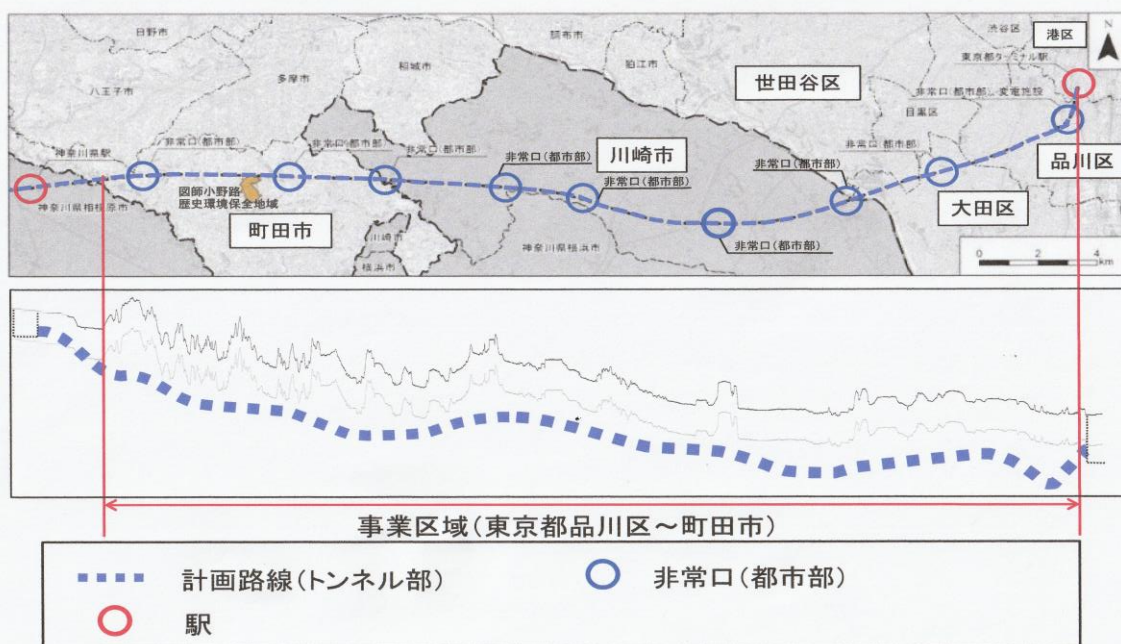 日野市
調布市
渋谷区
港区
N
東京都ターミナル駅
稲城市
狛江市
世田谷区
多摩市
八王子市
非常口(都市部)、変電施設
目黒区
神奈川県駅
非常口(都市部)
非常口(都市部)
非常口(都市部)
非常口(都市部)
川崎市
非常口(都市部)
非常口(都市部)
非常口(都市部)
品川区
図師小野路
歴史環境保全地域
神奈川県相模原市
町田市
大田区
川崎市
横浜市
神奈川県横浜市
非常口(都市部)
0 2 4
km
事業区域(東京都品川区~町田市)
計画路線(トンネル部)
非常口(都市部)
駅